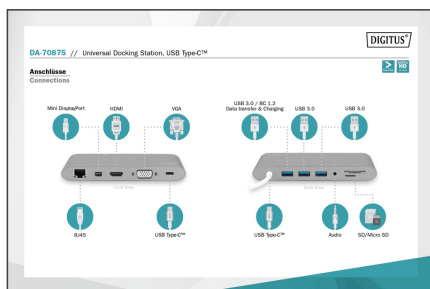 DIGITUS®
DA-70875 // Universal Docking Station, USB Type-C™
Anschlüsse
Connections
Mini DisplayPort
HDMI
VGA
USB 3.0 / BC 1.2
Data transfer & Charging
USB 3.0
USB 3.0
Back View
RJ45
USB Type-C™
USB Type-C™
Audio
SD/Micro SD